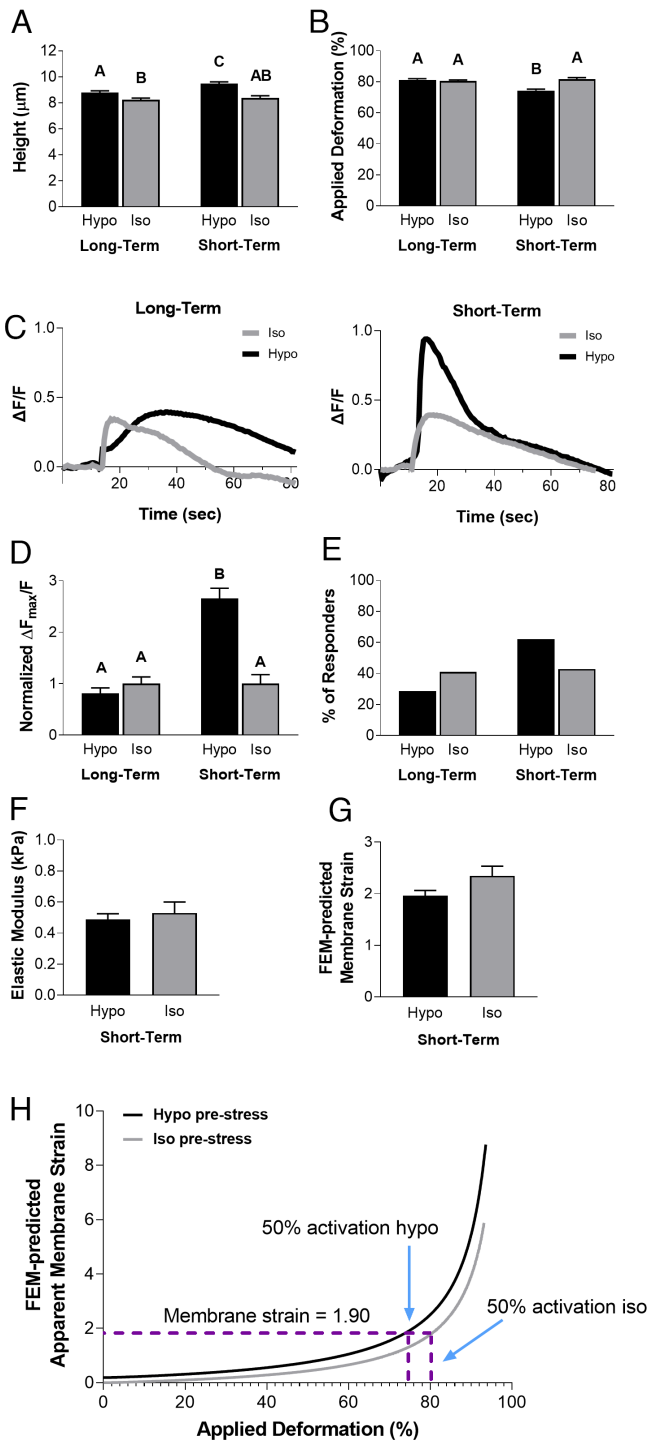 A
Height (μm)
12
10
8
6
4
2
0
A
B
C
AB
Hypo
Iso
Hypo
Iso
Long-Term
Short-Term
B
Applied Deformation (%)
100
80
60
40
20
0
A
A
B
A
Hypo
Iso
Hypo
Iso
Long-Term
Short-Term
C
Long-Term
Iso
Hypo
ΔF/F
1.0
0.5
0.0
20
40
60
80
Time (sec)
Short-Term
Iso
Hypo
ΔF/F
1.0
0.5
0.0
20
40
60
80
Time (sec)
D
Normalized ΔFmax/F
3
2
1
0
A
A
B
A
Hypo
Iso
Hypo
Iso
Long-Term
Short-Term
E
% of Responders
100
80
60
40
20
0
Hypo
Iso
Hypo
Iso
Long-Term
Short-Term
F
Elastic Modulus (kPa)
1.0
0.8
0.6
0.4
0.2
0.0
Hypo
Iso
Short-Term
G
FEM-predicted
Membrane Strain
3
2
1
0
Hypo
Iso
Short-Term
H
Hypo pre-stress
Iso pre-stress
FEM-predicted
Apparent Membrane Strain
10
8
6
4
2
0
50% activation hypo
50% activation iso
Membrane strain = 1.90
0
20
40
60
80
100
Applied Deformation (%)